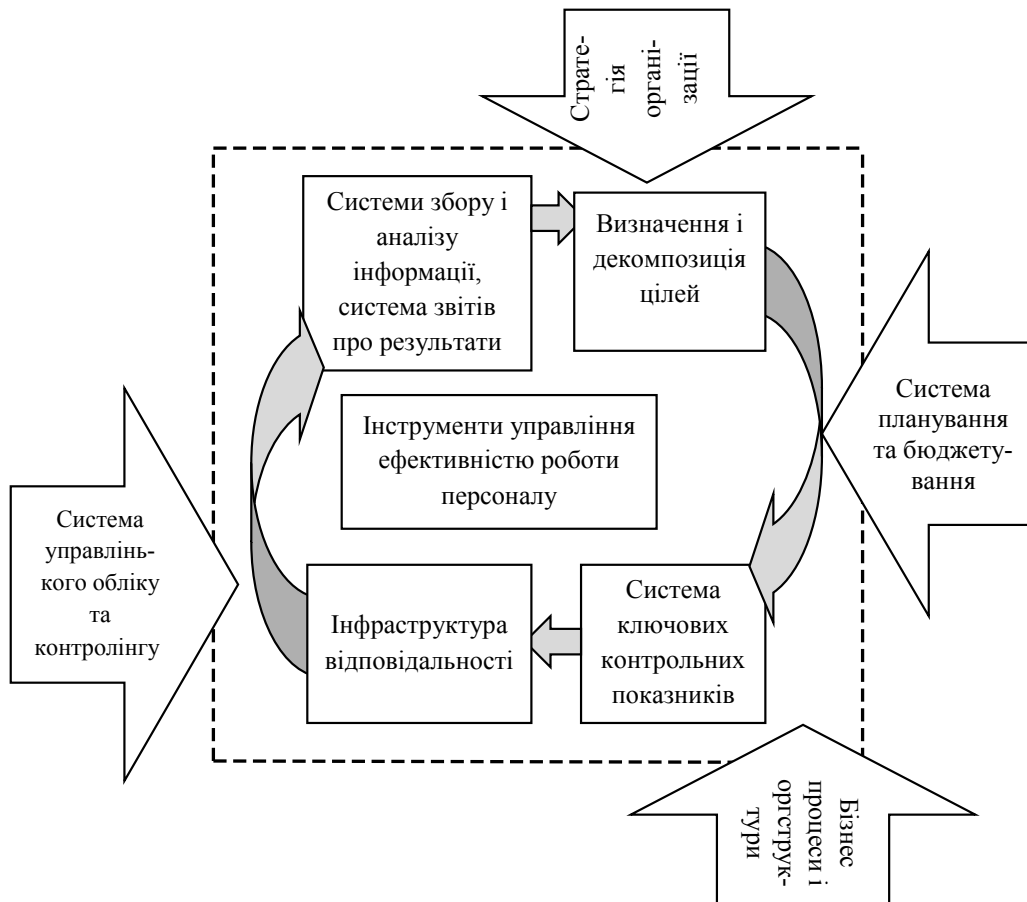 Страте-
гія
органі-
зації
Системи збору і
аналізу
інформації,
система звітів
про результати
Визначення і
декомпозиція
цілей
Система
планування
та бюджету-
вання
Інструменти управління
ефективністю роботи
персоналу
Система
управлінь-
кого обліку
та
контролінгу
Інфраструктура
відповідальності
Система
ключових
контрольних
показників
Бізнес
процеси і
оргструк-
тури